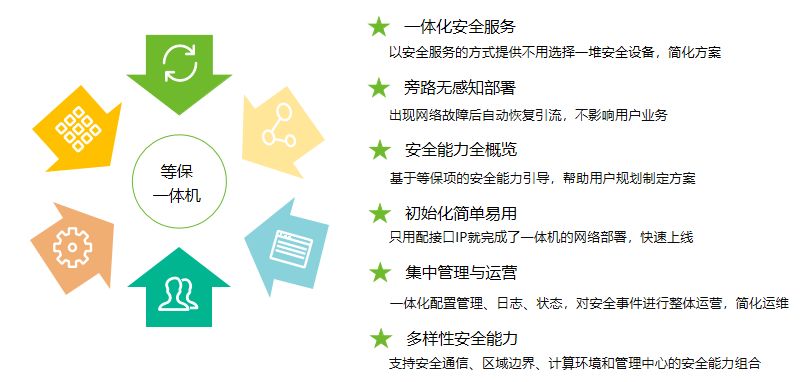 等保
一体机
一体化安全服务
以安全服务的方式提供不用选择一堆安全设备，简化方案
旁路无感知部署
出现网络故障后自动恢复引流，不影响用户业务
安全能力全概览
基于等保项的安全能力引导，帮助用户规划制定方案
初始化简单易用
只用配接口IP就完成了一体机的网络部署，快速上线
集中管理与运营
一体化配置管理、日志、状态，对安全事件进行整体运营，简化运维
多样性安全能力
支持安全通信、区域边界、计算环境和管理中心的安全能力组合